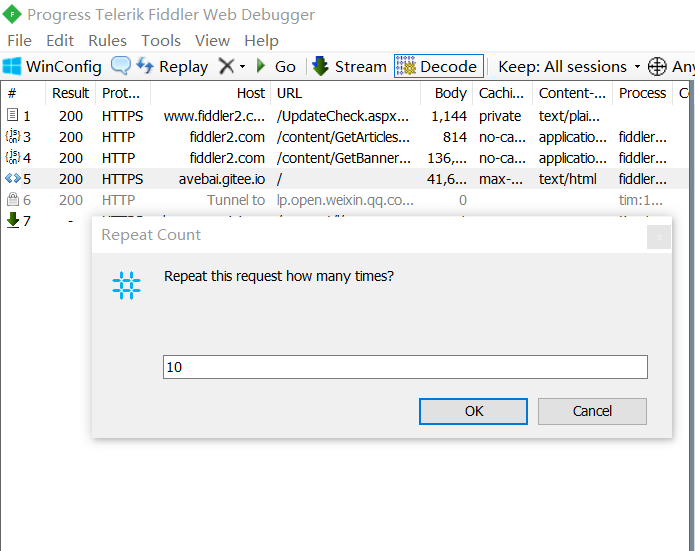 Progress Telerik Fiddler Web Debugger
File Edit Rules Tools View Help
WinConfig Replay Go Stream Decode Keep: All sessions Any
# Result Prot... Host URL Body Cachi... Content-... Process
1 200 HTTPS www.fiddler2.c... /UpdateCheck.aspx... 1,144 private text/plai...
3 200 HTTP fiddler2.com /content/GetArticles... 814 no-ca... applicatio... fiddler...
4 200 HTTP fiddler2.com /content/GetBanner... 136,... no-ca... applicatio... fiddler...
5 200 HTTPS avebai.gitee.io / 41,6... max-... text/html fiddler...
6 200 HTTP Tunnel to lp.open.weixin.qq.co... 0 tim:1...
7 -
Repeat Count
Repeat this request how many times?
10
OK Cancel